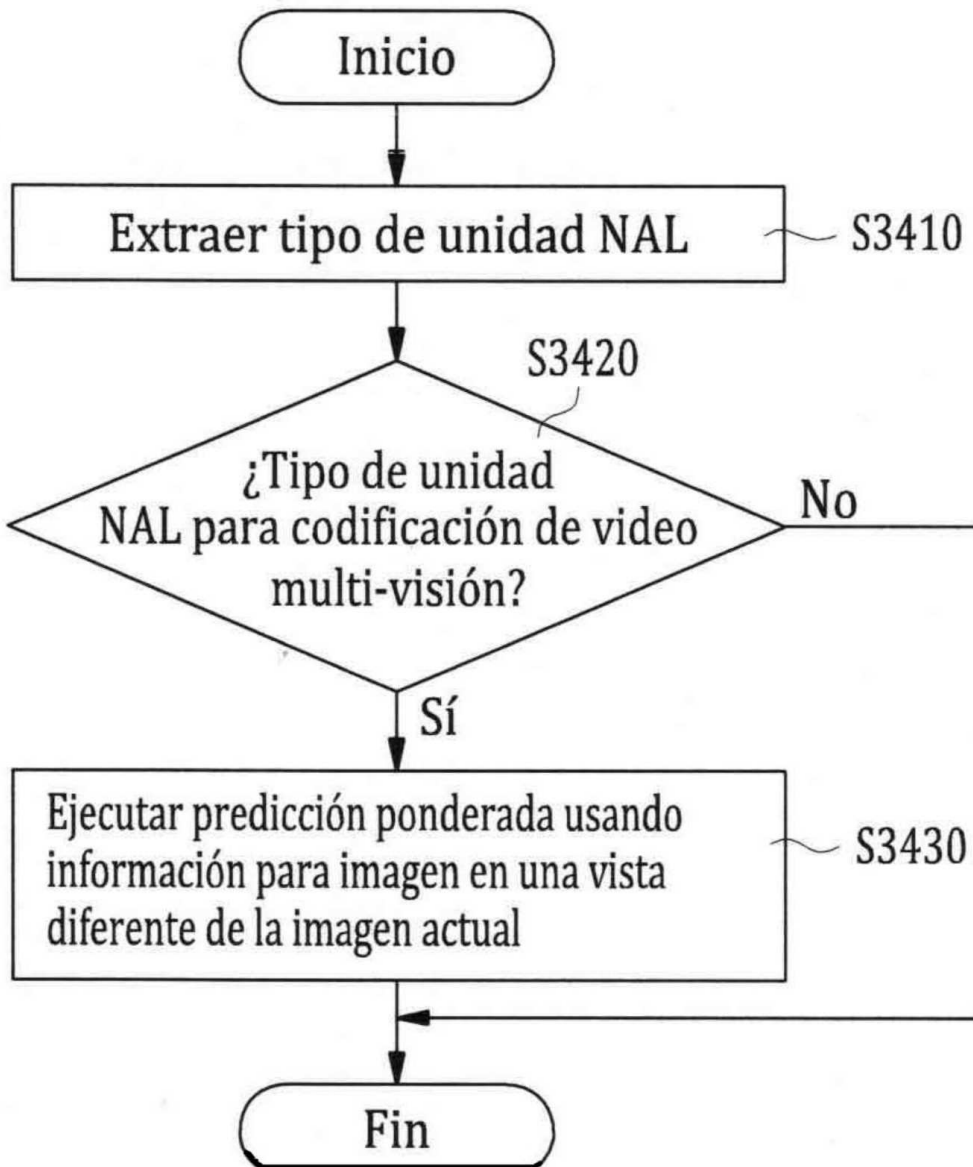 Inicio
Extraer tipo de unidad NAL
S3410
S3420
¿Tipo de unidad
NAL para codificación de video
multi-visión?
No
Sí
Ejecutar predicción ponderada usando
información para imagen en una vista
diferente de la imagen actual
S3430
Fin